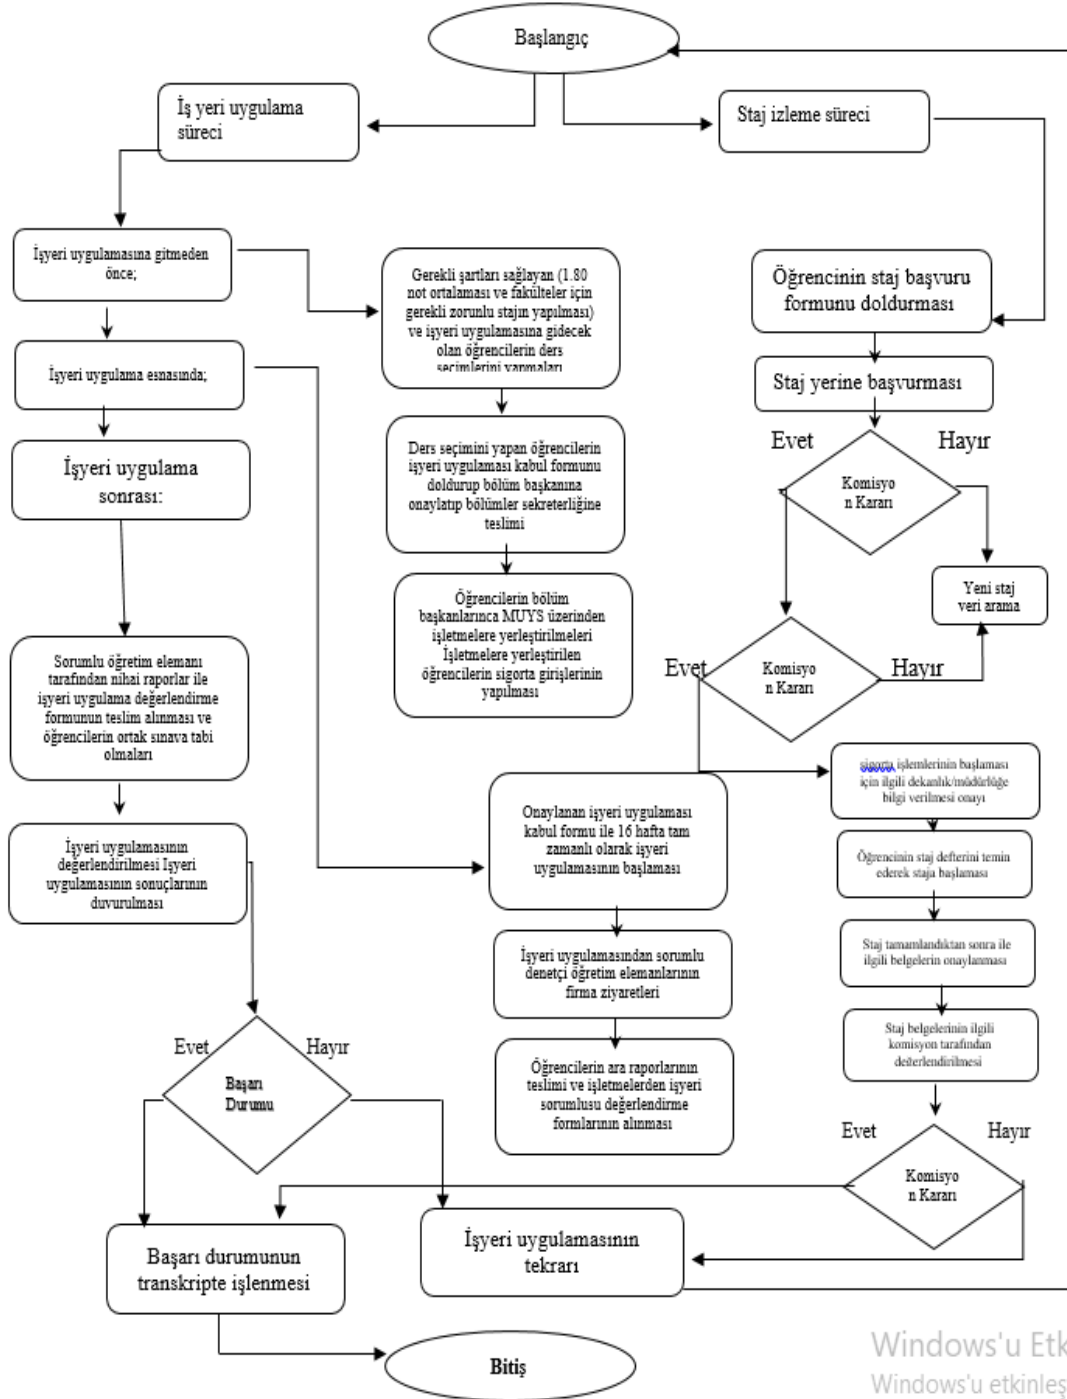 Başlangıç
İş yeri uygulama
süreci
Staj izleme süreci
İşyeri uygulamasına gitmeden
önce;
Gerekli şartları sağlayan (1.80
not ortalaması ve fakülteler için
gerekli zorunlu stajın yapılması)
ve işyeri uygulamasına gidecek
olan öğrencilerin ders
seçimlerini yapmaları
Öğrencinin staj başvuru
formunu doldurması
İşyeri uygulama esnasında;
Staj yerine başvurması
İşyeri uygulama
sonrası:
Ders seçimini yapan öğrencilerin
işyeri uygulaması kabul formunu
doldurup bölüm başkanına
onaylatıp bölümler sekreterliğine
teslimi
Evet
Hayır
Komisyo
n Kararı
Yeni staj
yeri arama
Öğrencilerin bölüm
başkanlarınca MUYS üzerinden
işletmelere yerleştirilmeleri
İşletmelere yerleştirilen
öğrencilerin sigorta girişlerinin
yapılması
Evet
Komisyo
n Kararı
Hayır
Sorumlu öğretim elemanı
tarafından nihai raporlar ile
işyeri uygulama değerlendirme
formunun teslim alınması ve
öğrencilerin ortak sınava tabi
olmaları
sigorta işlemlerinin başlaması
için ilgili dekanlık/müdürlüğe
bilgi verilmesi onayı
Onaylanan işyeri uygulaması
kabul formu ile 16 hafta tam
zamanlı olarak işyeri
uygulamasının başlaması
İşyeri uygulamasının
değerlendirilmesi İşyeri
uygulamasının sonuçlarının
duyurulması
Öğrencinin staj defterini temin
ederek staja başlaması
Staj tamamlandıktan sonra ile
ilgili belgelerin onaylanması
İşyeri uygulamasından sorumlu
denetçi öğretim elemanlarının
firma ziyaretleri
Staj belgelerinin ilgili
komisyon tarafından
değerlendirilmesi
Evet
Hayır
Başarı
Durumu
Öğrencilerin ara raporlarının
teslimi ve işletmelerden işyeri
sorumlusu değerlendirme
formlarının alınması
Evet
Hayır
Komisyo
n Kararı
Başarı durumunun
transkripte işlenmesi
İşyeri uygulamasının
tekrarı
Bitiş
Windows'u Etk
Windows'u etkinleş